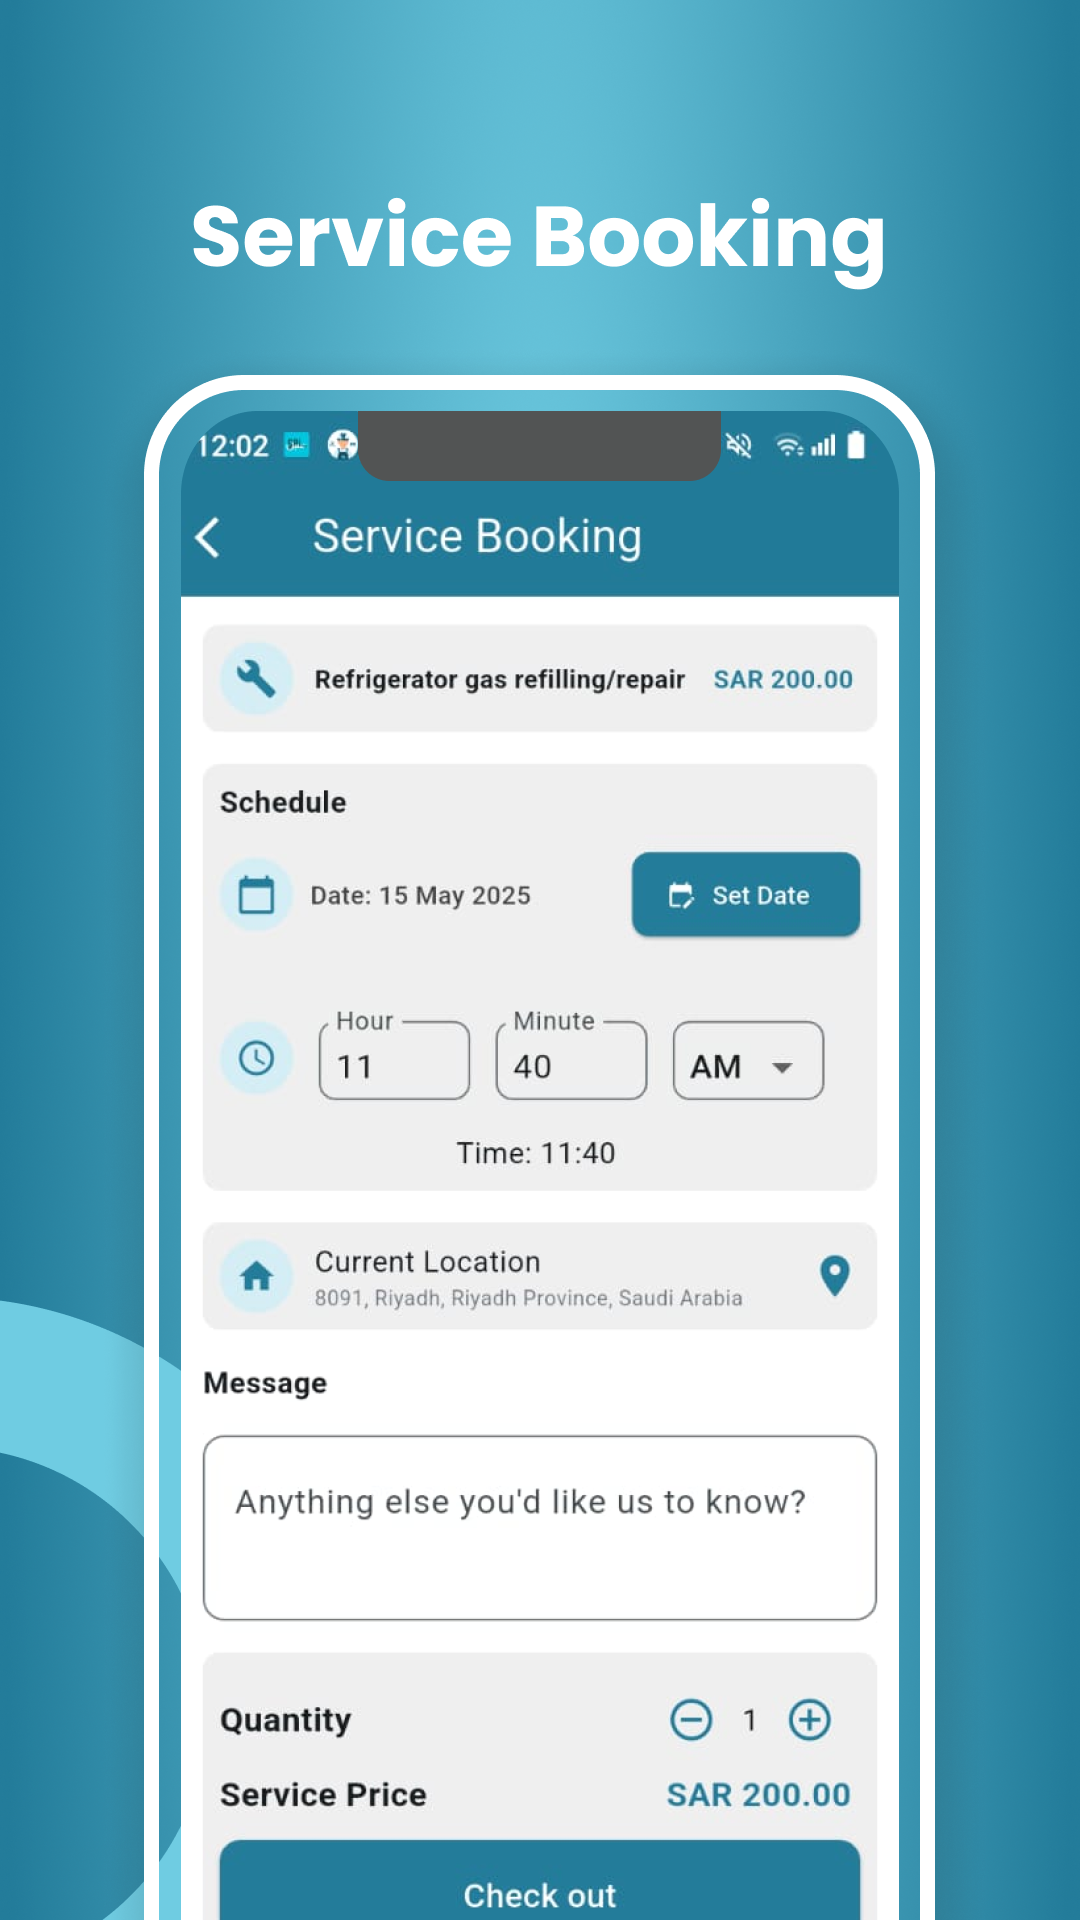 Service Booking
12:02
Service Booking
Refrigerator gas refilling/repair SAR 200.00
Schedule
Date: 15 May 2025 Set Date
Hour Minute
11 40 AM
Time: 11:40
Current Location
8091, Riyadh, Riyadh Province, Saudi Arabia
Message
Anything else you'd like us to know?
Quantity 1
Service Price SAR 200.00
Check out